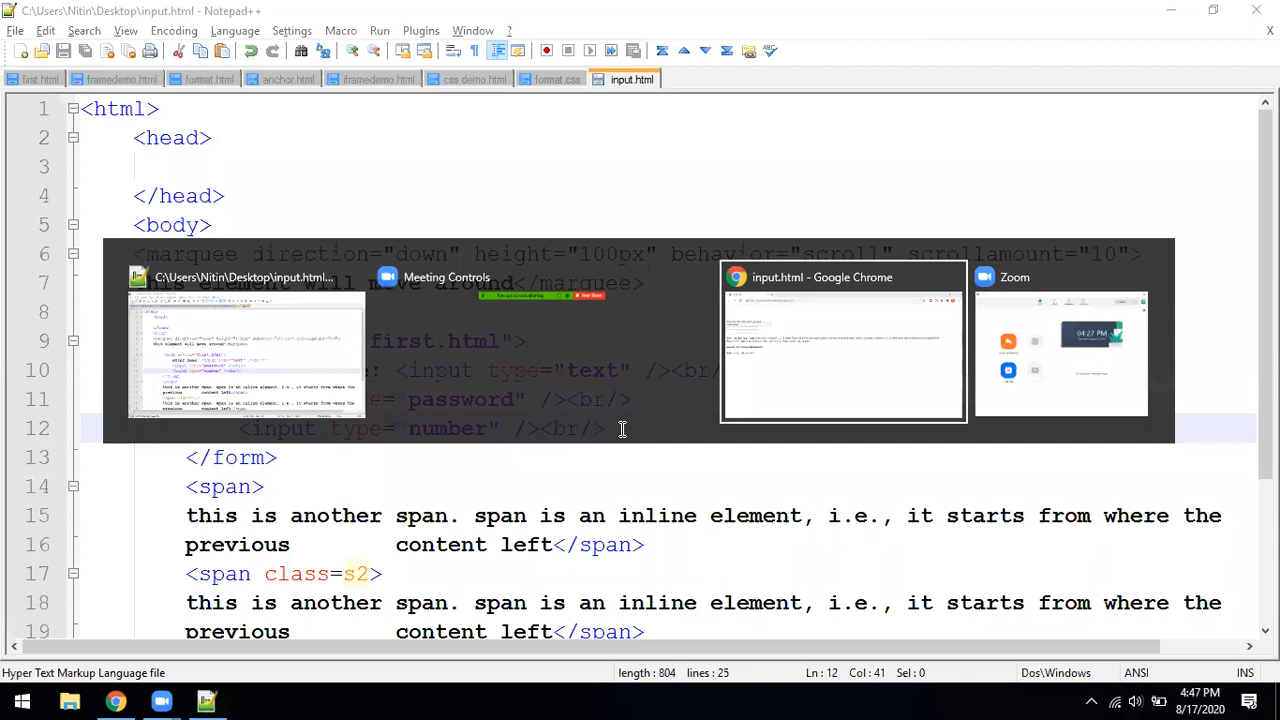 C:\Users\Nitin\Desktop\input.html - Notepad++
File Edit Search View Encoding Language Settings Macro Run Plugins Window ? X
first.html framedemo.html format.html anchor.html iframedemo.html css demo.html format.css input.html
1 <html>
2 <head>
3
4 </head>
5 <body>
6 <marquee direction="down" height="100px" behavior="scroll" scrollamount="10">
This element will move around</marquee>
C:\Users\Nitin\Desktop\input.html... Meeting Controls input.html - Google Chrome Zoom
04:27 PM
8
first.html">
10 : <input type="text" /><br/>
11 ="password" /><br/>
12 <input type="number" /><br/>
13 </form>
14 <span>
15 this is another span. span is an inline element, i.e., it starts from where the
16 previous content left</span>
17 <span class=s2>
18 this is another span. span is an inline element, i.e., it starts from where the
19 previous content left</span>
Hyper Text Markup Language file length : 804 lines : 25 Ln : 12 Col : 41 Sel : 0 Dos\Windows ANSI INS
4:47 PM
8/17/2020